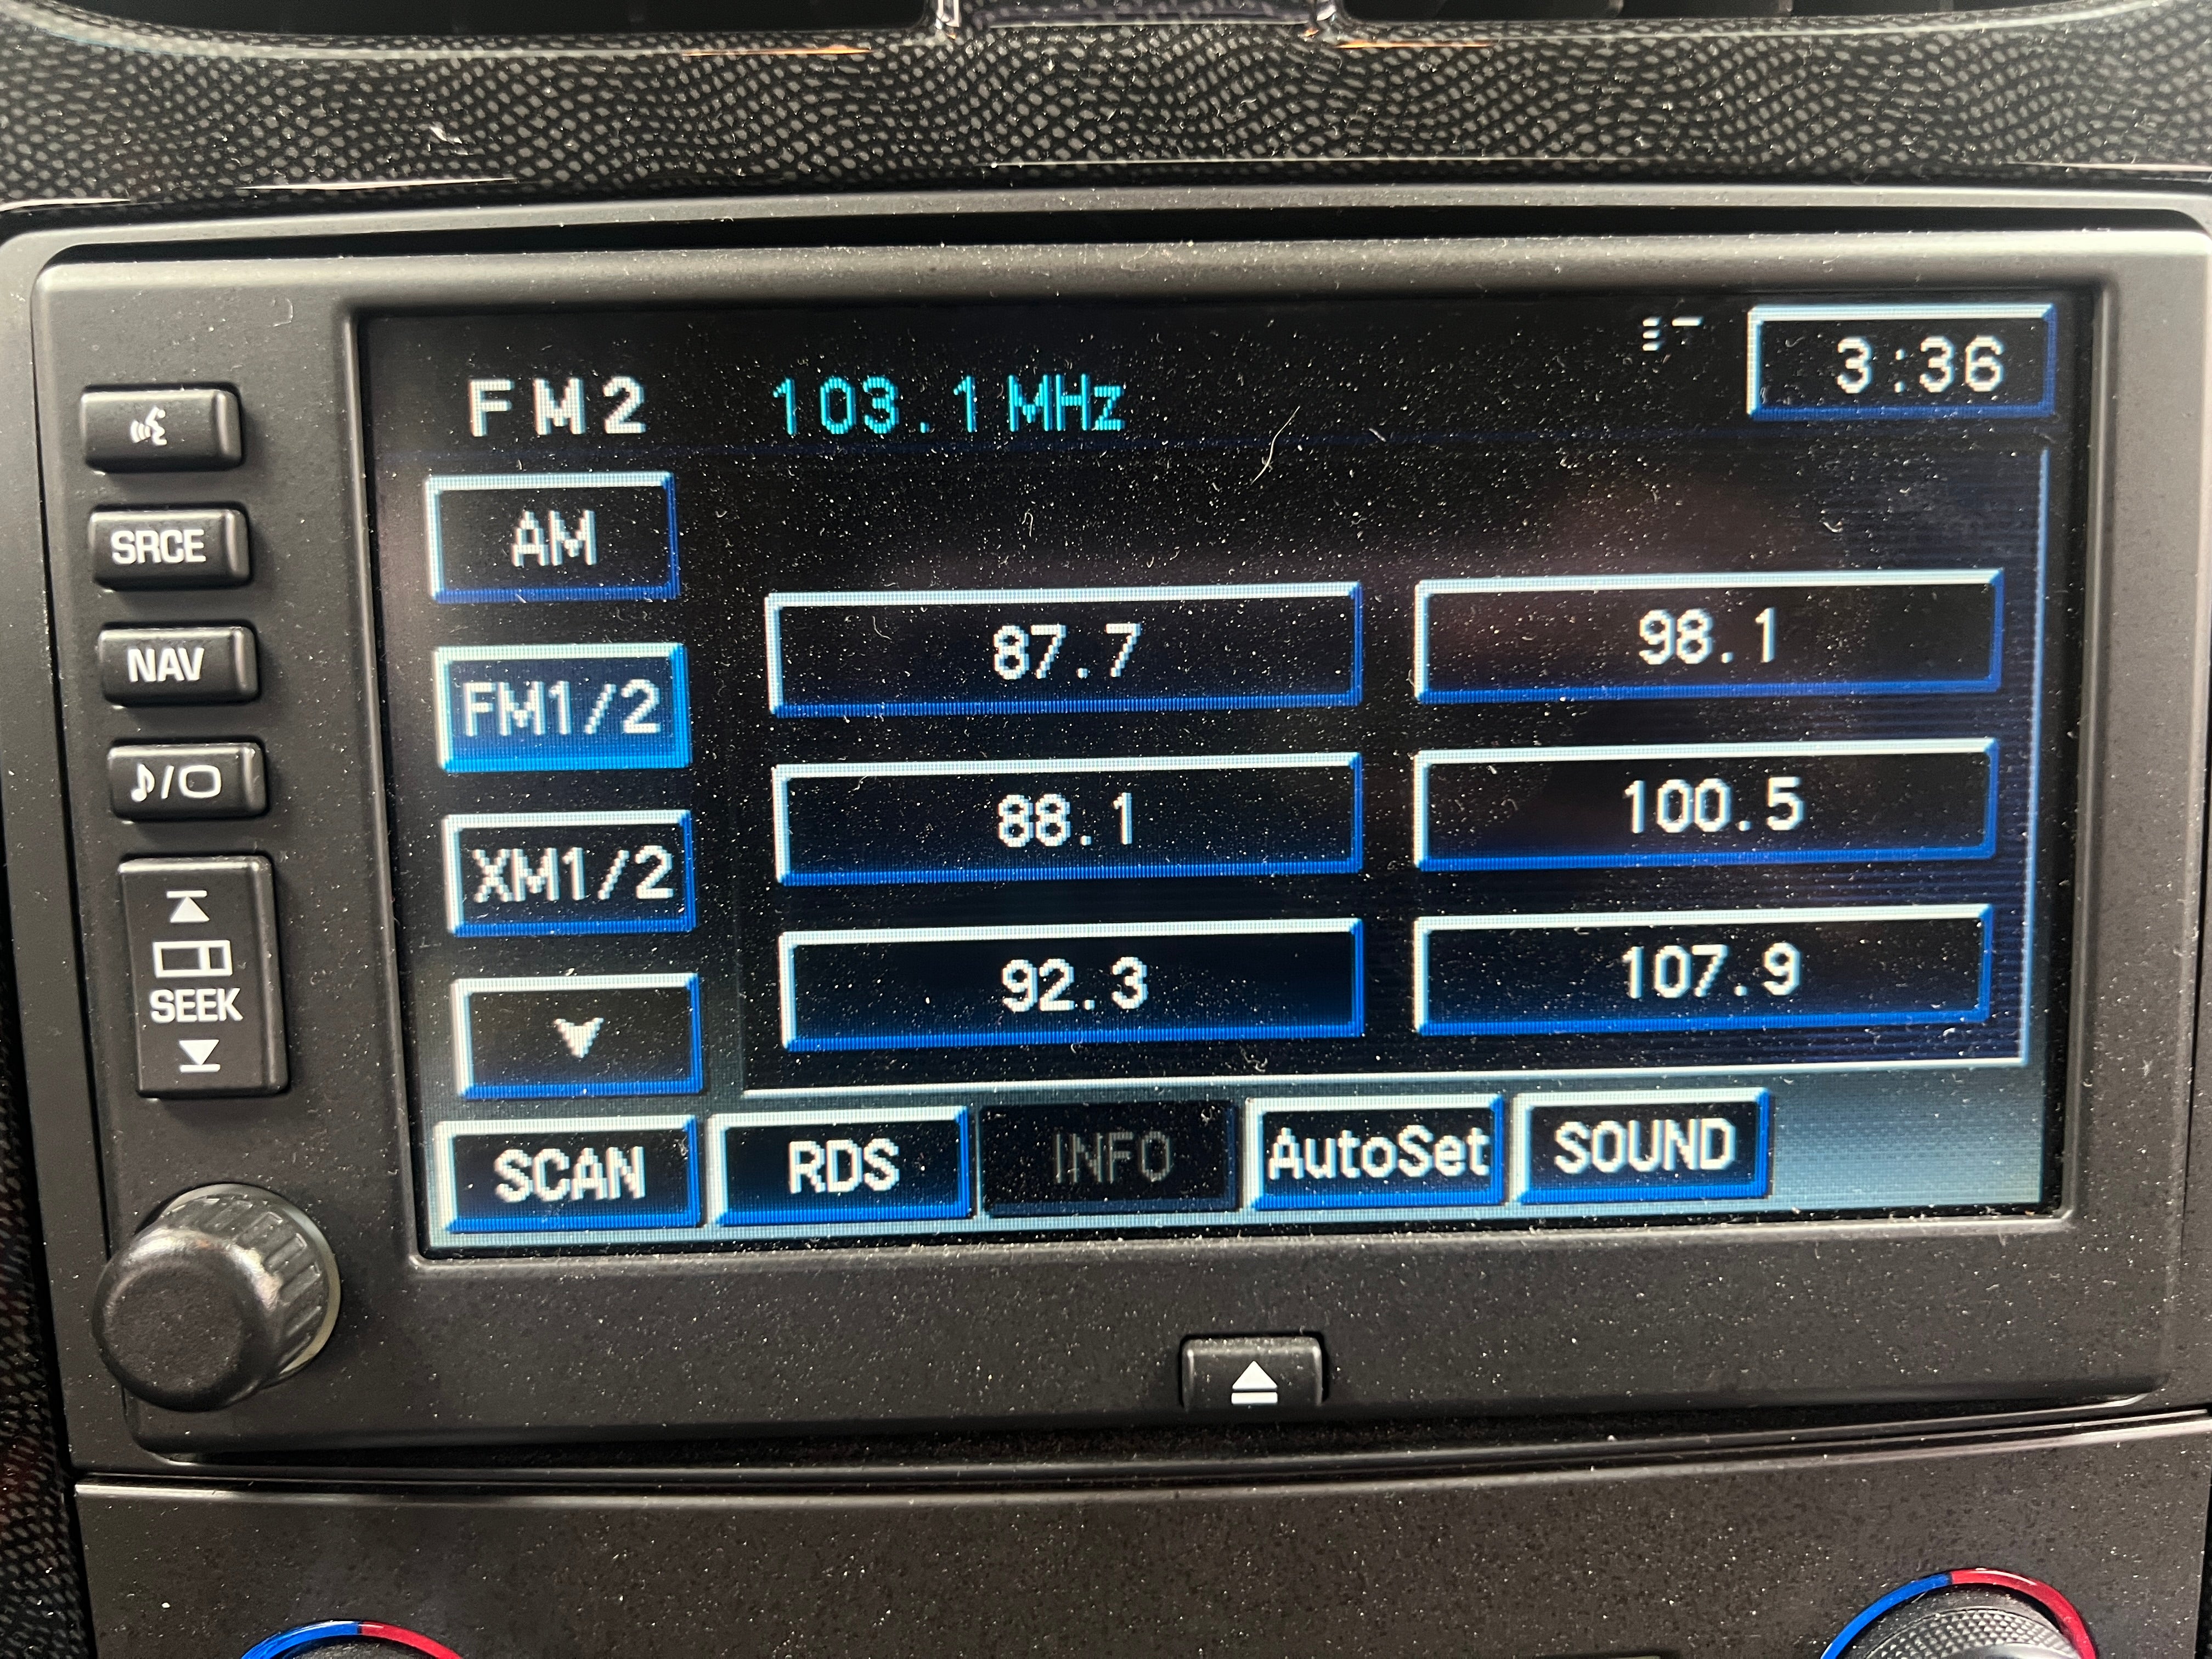 FM2 103.1 MHz 3:36
AM
SRCE
87.7 98.1
NAV
FM1/2
88.1 100.5
XM1/2
SEEK
92.3 107.9
SCAN RDS INFO AutoSet SOUND